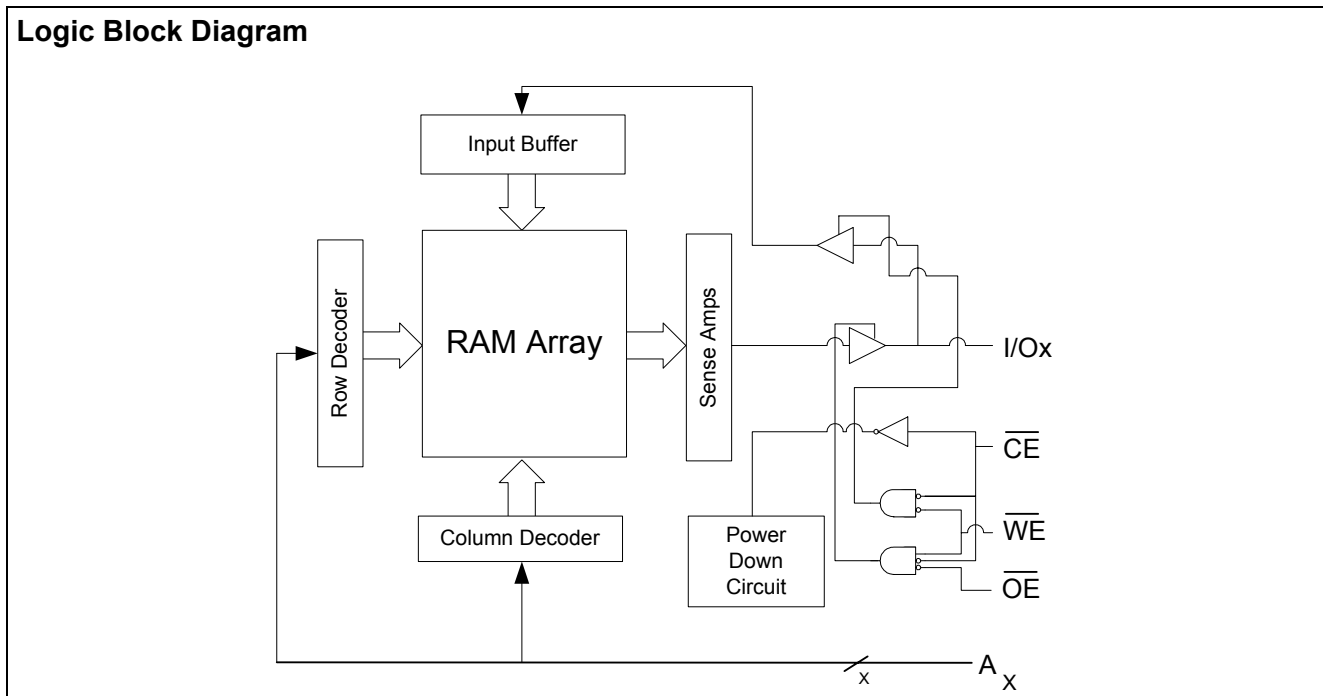 Logic Block Diagram
Input Buffer
Row Decoder
RAM Array
Sense Amps
I/Ox
CE
Column Decoder
Power
Down
Circuit
WE
OE
X
A X